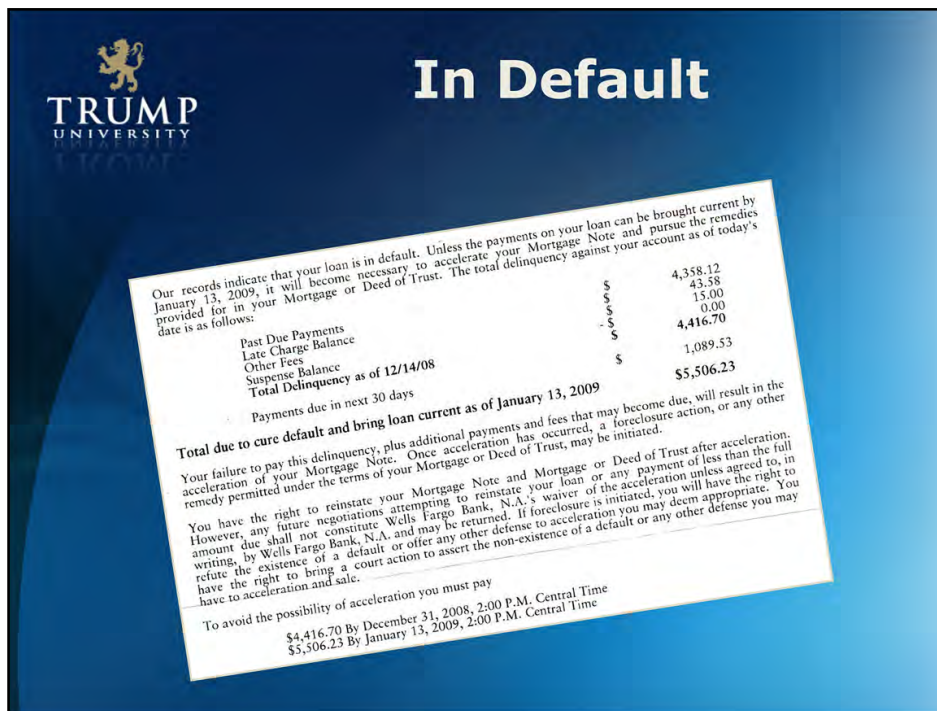 TRUMP
UNIVERSITY
In Default
Our records indicate that your loan is in default. Unless the payments on your loan can be brought current by
January 13, 2009, it will become necessary to accelerate your Mortgage Note and pursue the remedies
provided for in your Mortgage or Deed of Trust. The total delinquency against your account as of today's
date is as follows:
Past Due Payments $ 4,358.12
Late Charge Balance $ 43.58
Other Fees $ 15.00
Suspense Balance - $ 0.00
Total Delinquency as of 12/14/08 $ 4,416.70
Payments due in next 30 days $ 1,089.53
Total due to cure default and bring loan current as of January 13, 2009 $5,506.23
Your failure to pay this delinquency, plus additional payments and fees that may become due, will result in the
acceleration of your Mortgage Note. Once acceleration has occurred, a foreclosure action, or any other
remedy permitted under the terms of your Mortgage or Deed of Trust, may be initiated.
You have the right to reinstate your Mortgage Note and Mortgage or Deed of Trust after acceleration.
However, any future negotiations attempting to reinstate your loan or any payment of less than the full
amount due shall not constitute Wells Fargo Bank, N.A.'s waiver of the acceleration unless agreed to, in
writing, by Wells Fargo Bank, N.A. and may be returned. If foreclosure is initiated, you will have the right to
refute the existence of a default or offer any other defense to acceleration you may deem appropriate. You
have the right to bring a court action to assert the non-existence of a default or any other defense you may
have to acceleration and sale.
To avoid the possibility of acceleration you must pay
$4,416.70 By December 31, 2008, 2:00 P.M. Central Time
$5,506.23 By January 13, 2009, 2:00 P.M. Central Time